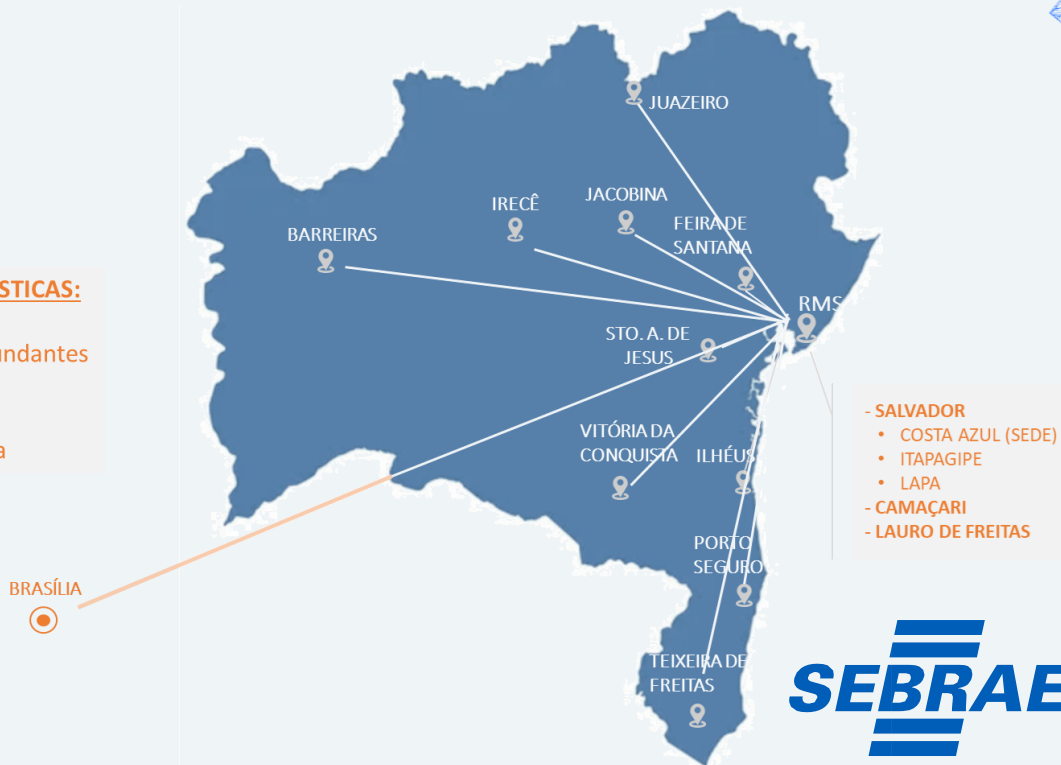 JUAZEIRO
JACOBINA
IRECÊ
FEIRA DE
SANTANA
BARREIRAS
STICAS:
undantes
a
RMS
STO. A. DE
JESUS
- SALVADOR
• COSTA AZUL (SEDE)
• ITAPAGIPE
• LAPA
- CAMAÇARI
- LAURO DE FREITAS
VITÓRIA DA
CONQUISTA
ILHÉUS
PORTO
SEGURO
BRASÍLIA
TEIXEIRA DE
FREITAS
SEBRAE